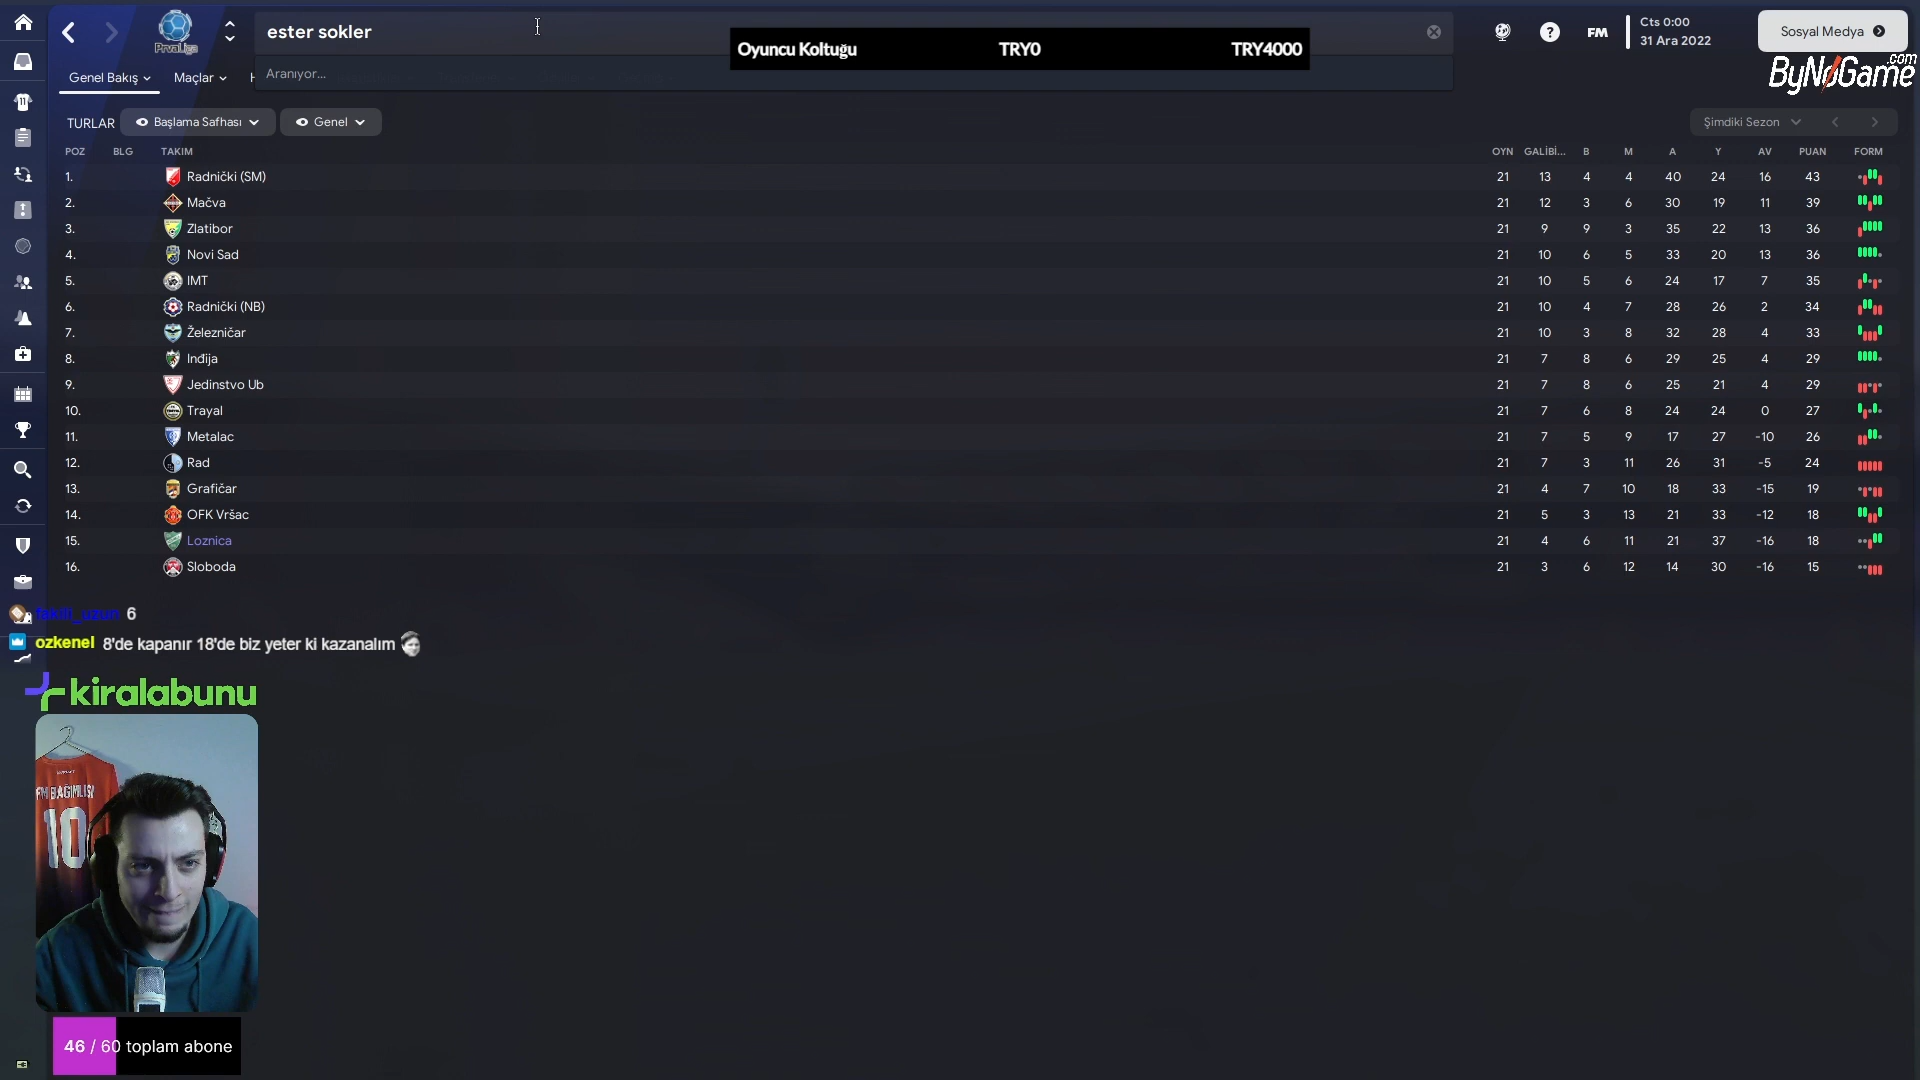 ester sokler
Oyuncu Koltuğu TRY0 TRY4000
FM
Cts 0:00
31 Ara 2022
Sosyal Medya
PrvaLiga
Genel Bakış Maçlar
Aranıyor...
ByNoGame.com
TURLAR Başlama Safhası Genel Şimdiki Sezon
POZ BLG TAKIM OYN GALİBİ... B M A Y AV PUAN FORM
1. Radnički (SM) 21 13 4 4 40 24 16 43
2. Mačva 21 12 3 6 30 19 11 39
3. Zlatibor 21 9 9 3 35 22 13 36
4. Novi Sad 21 10 6 5 33 20 13 36
5. IMT 21 10 5 6 24 17 7 35
6. Radnički (NB) 21 10 4 7 28 26 2 34
7. Železničar 21 10 3 8 32 28 4 33
8. Inđija 21 7 8 6 29 25 4 29
9. Jedinstvo Ub 21 7 8 6 25 21 4 29
10. Trayal 21 7 6 8 24 24 0 27
11. Metalac 21 7 5 9 17 27 -10 26
12. Rad 21 7 3 11 26 31 -5 24
13. Grafičar 21 4 7 10 18 33 -15 19
14. OFK Vršac 21 5 3 13 21 33 -12 18
15. Loznica 21 4 6 11 21 37 -16 18
16. Sloboda 21 3 6 12 14 30 -16 15
fakili_uzun 6
ozkenel 8'de kapanır 18'de biz yeter ki kazanalım
kiralabunu
FM BAĞIMLISI
10
46 / 60 toplam abone